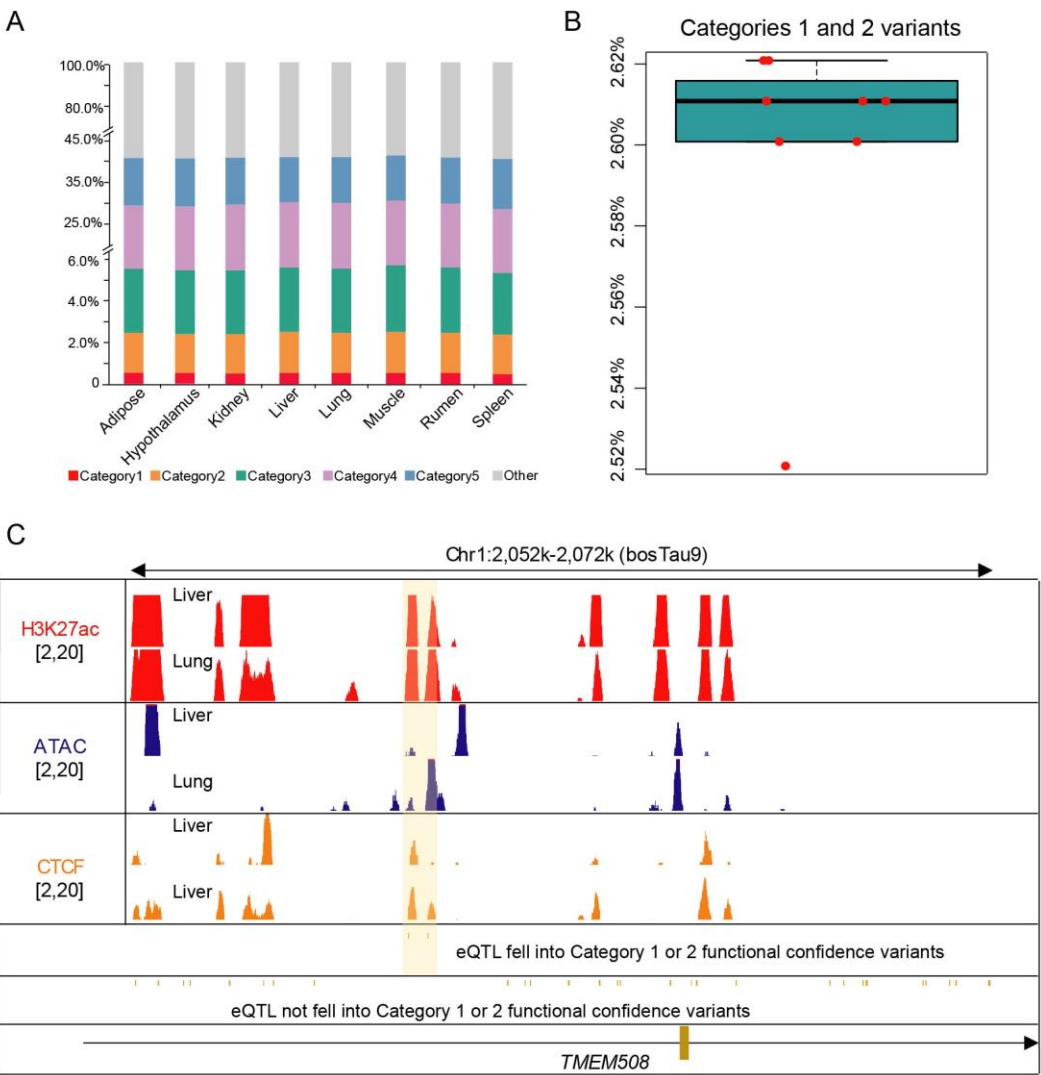 A
100.0%
80.0%
45.0%
35.0%
25.0%
6.0%
4.0%
2.0%
0
Adipose
Hypothalamus
Kidney
Liver
Lung
Muscle
Rumen
Spleen
Category1 Category2 Category3 Category4 Category5 Other
B
Categories 1 and 2 variants
2.62%
2.60%
2.58%
2.56%
2.54%
2.52%
C
Chr1:2,052k-2,072k (bosTau9)
H3K27ac
[2,20]
Liver
Lung
ATAC
[2,20]
Liver
Lung
CTCF
[2,20]
Liver
Liver
eQTL fell into Category 1 or 2 functional confidence variants
eQTL not fell into Category 1 or 2 functional confidence variants
TMEM508